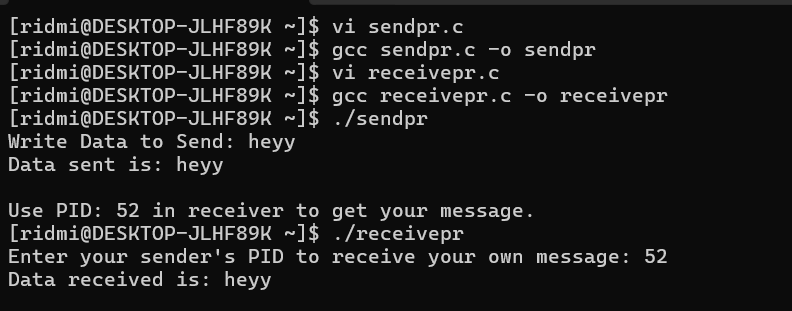 [ridmi@DESKTOP-JLHF89K ~]$ vi sendpr.c
[ridmi@DESKTOP-JLHF89K ~]$ gcc sendpr.c -o sendpr
[ridmi@DESKTOP-JLHF89K ~]$ vi receivepr.c
[ridmi@DESKTOP-JLHF89K ~]$ gcc receivepr.c -o receivepr
[ridmi@DESKTOP-JLHF89K ~]$ ./sendpr
Write Data to Send: heyy
Data sent is: heyy
Use PID: 52 in receiver to get your message.
[ridmi@DESKTOP-JLHF89K ~]$ ./receivepr
Enter your sender's PID to receive your own message: 52
Data received is: heyy